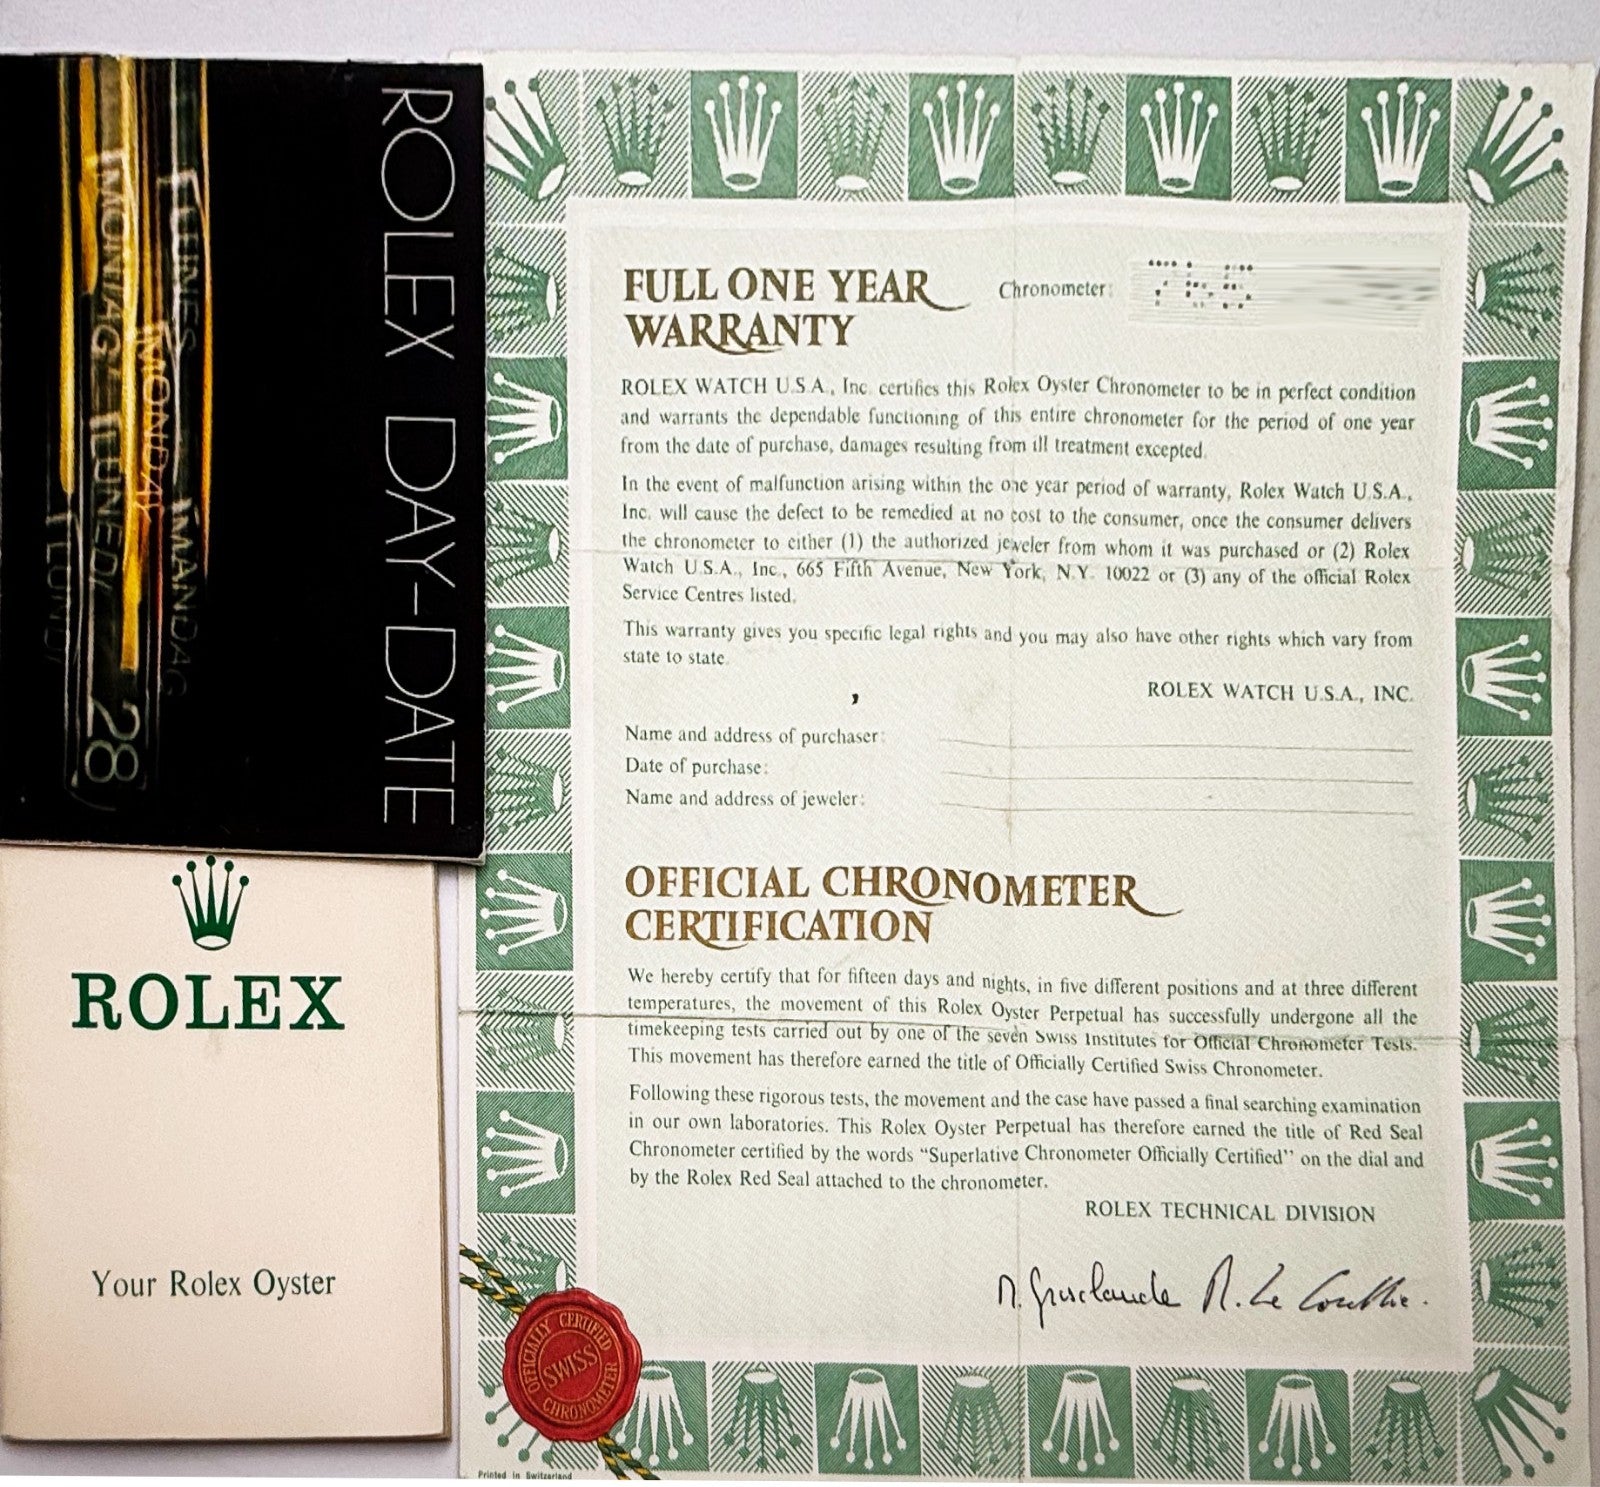 ROLEX DAY-DATE
LUNES
MONTAG
MONDAY
LUNEDI
MANDAG
LUNDI
28
ROLEX
Your Rolex Oyster
FULL ONE YEAR
WARRANTY
Chronometer:
ROLEX WATCH U.S.A., Inc. certifies this Rolex Oyster Chronometer to be in perfect condition
and warrants the dependable functioning of this entire chronometer for the period of one year
from the date of purchase, damages resulting from ill treatment excepted.
In the event of malfunction arising within the one year period of warranty, Rolex Watch U.S.A.,
Inc. will cause the defect to be remedied at no cost to the consumer, once the consumer delivers
the chronometer to either (1) the authorized jeweler from whom it was purchased or (2) Rolex
Watch U.S.A., Inc., 665 Fifth Avenue, New York, N.Y. 10022 or (3) any of the official Rolex
Service Centres listed.
This warranty gives you specific legal rights and you may also have other rights which vary from
state to state.
ROLEX WATCH U.S.A., INC.
Name and address of purchaser:
Date of purchase:
Name and address of jeweler:
OFFICIAL CHRONOMETER
CERTIFICATION
We hereby certify that for fifteen days and nights, in five different positions and at three different
temperatures, the movement of this Rolex Oyster Perpetual has successfully undergone all the
timekeeping tests carried out by one of the seven Swiss Institutes for Official Chronometer Tests.
This movement has therefore earned the title of Officially Certified Swiss Chronometer.
Following these rigorous tests, the movement and the case have passed a final searching examination
in our own laboratories. This Rolex Oyster Perpetual has therefore earned the title of Red Seal
Chronometer certified by the words “Superlative Chronometer Officially Certified” on the dial and
by the Rolex Red Seal attached to the chronometer.
ROLEX TECHNICAL DIVISION
OFFICIALLY CERTIFIED
SWISS
CHRONOMETER
Printed in Switzerland